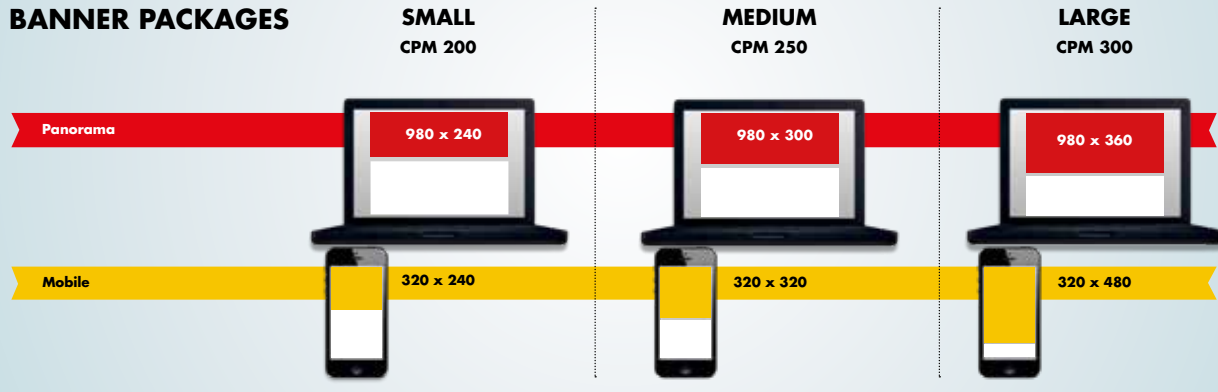 BANNER PACKAGES
SMALL
CPM 200
MEDIUM
CPM 250
LARGE
CPM 300
Panorama
980 x 240
980 x 300
980 x 360
Mobile
320 x 240
320 x 320
320 x 480